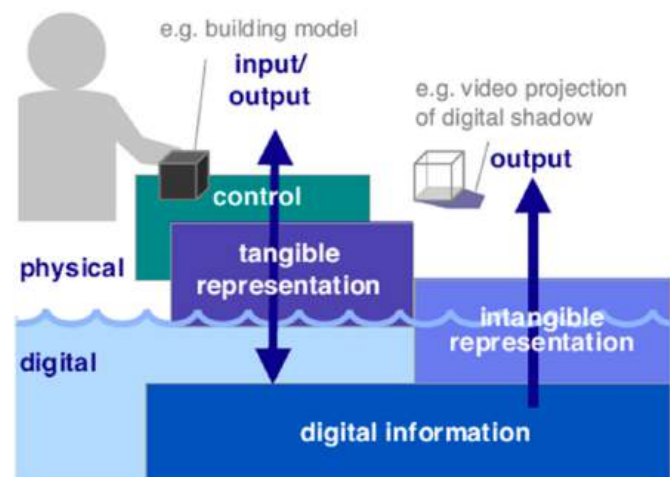 e.g. building model
input/
output
e.g. video projection
of digital shadow
output
control
tangible
representation
physical
intangible
representation
digital
digital information